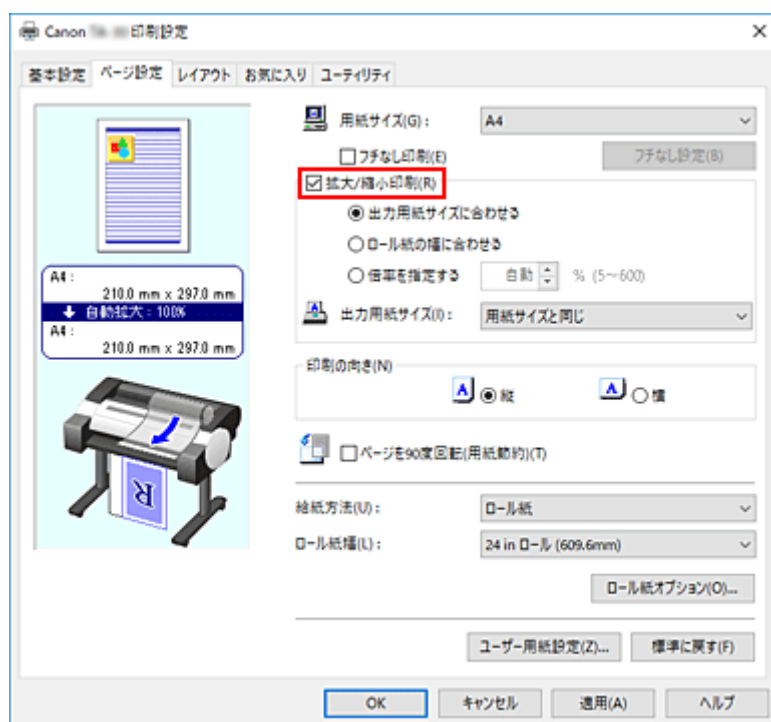 Canon 印刷設定
基本設定 ページ設定 レイアウト お気に入り ユーティリティ
用紙サイズ(G): A4
フチなし印刷(E) フチなし設定(B)
拡大/縮小印刷(R)
出力用紙サイズに合わせる
ロール紙の幅に合わせる
倍率を指定する 自動 % (5～600)
出力用紙サイズ(I): 用紙サイズと同じ
A4:
210.0 mm x 297.0 mm
自動拡大: 100%
A4:
210.0 mm x 297.0 mm
印刷の向き(N)
A 縦 A 横
ページを90度回転(用紙節約)(T)
R
給紙方法(U): ロール紙
ロール紙幅(L): 24 in ロール (609.6mm)
ロール紙オプション(O)...
ユーザー用紙設定(Z)... 標準に戻す(F)
OK キャンセル 適用(A) ヘルプ